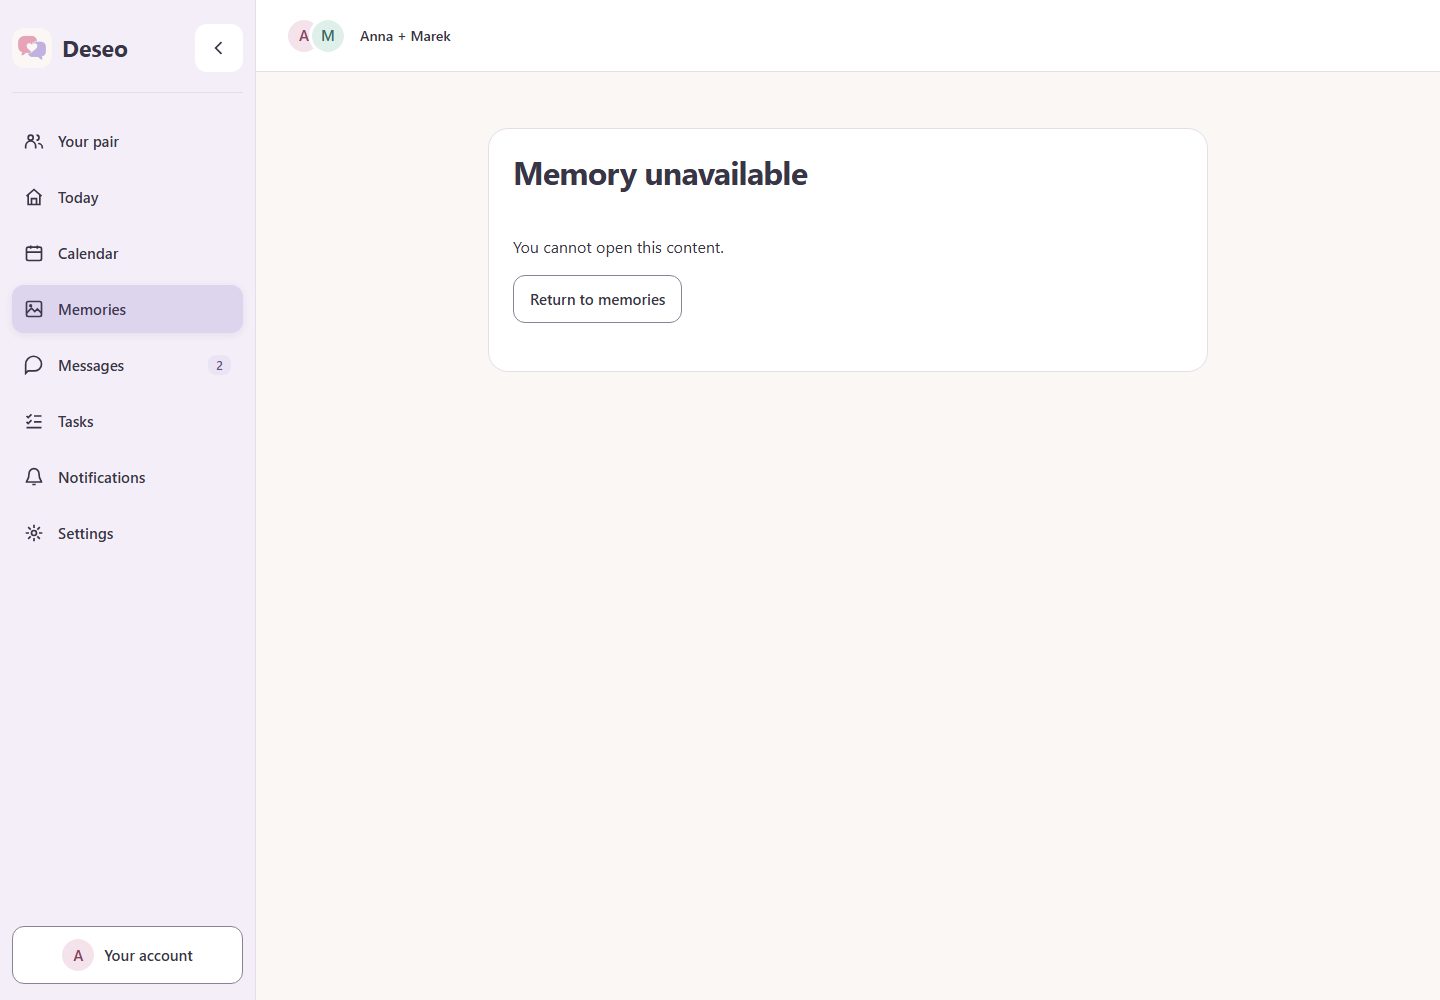 Deseo
Your pair
Today
Calendar
Memories
Messages 2
Tasks
Notifications
Settings
A Your account
A M Anna + Marek
Memory unavailable
You cannot open this content.
Return to memories